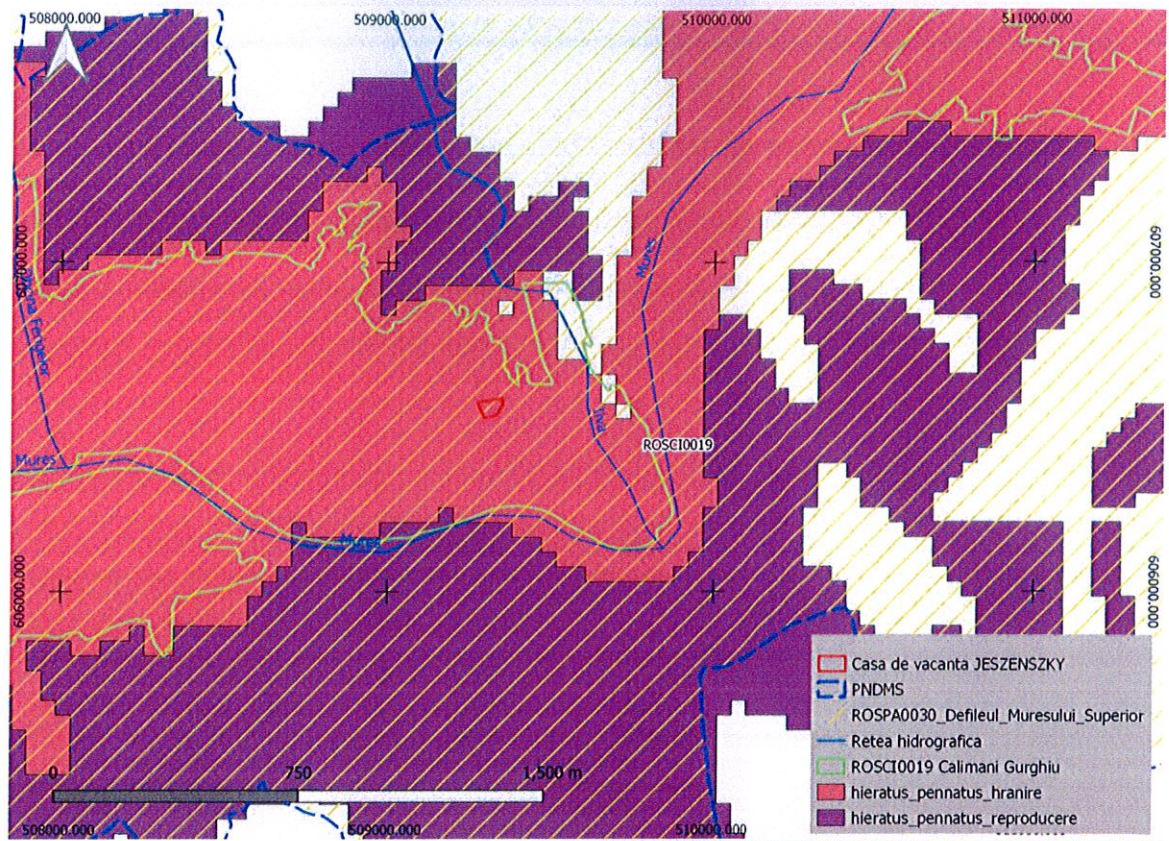 508000.000
509000.000
510000.000
511000.000
607000.000
607000.000
Mures
Mures
Tiva
ROSCI0019
Mures
606000.000
606000.000
Casa de vacanta JESZENSZKY
PNDMS
ROSPA0030_Defileul_Muresului_Superior
Retea hidrografica
ROSCI0019 Calimani Gurghiu
hieratus_pennatus_hranire
hieratus_pennatus_reproducere
0
750
1,500 m
508000.000
509000.000
510000.000